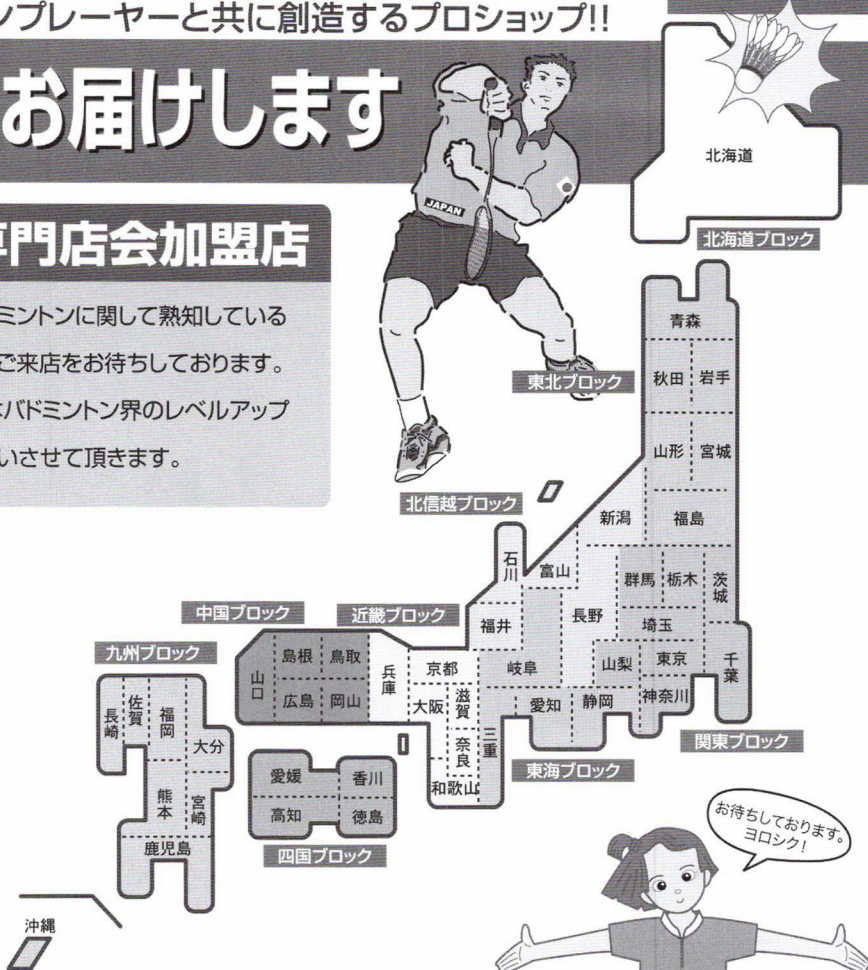 ンプレーヤーと共に創造するプロショップ!!
お届けします
専門店会加盟店
ミントンに関して熟知している
ご来店をお待ちしております。
バドミントン界のレベルアップ
いさせて頂きます。
JAPAN
北海道
北海道ブロック
青森
東北ブロック
秋田
岩手
山形
宮城
北信越ブロック
新潟
福島
石川
富山
群馬
栃木
茨城
長野
福井
埼玉
中国ブロック
近畿ブロック
九州ブロック
島根
鳥取
兵庫
京都
岐阜
山梨
東京
千葉
山口
広島
岡山
大阪
滋賀
三重
愛知
静岡
神奈川
関東ブロック
長崎
佐賀
福岡
大分
奈良
東海ブロック
和歌山
愛媛
香川
熊本
宮崎
高知
徳島
鹿児島
四国ブロック
お待ちしております。
ヨロシク!
沖縄